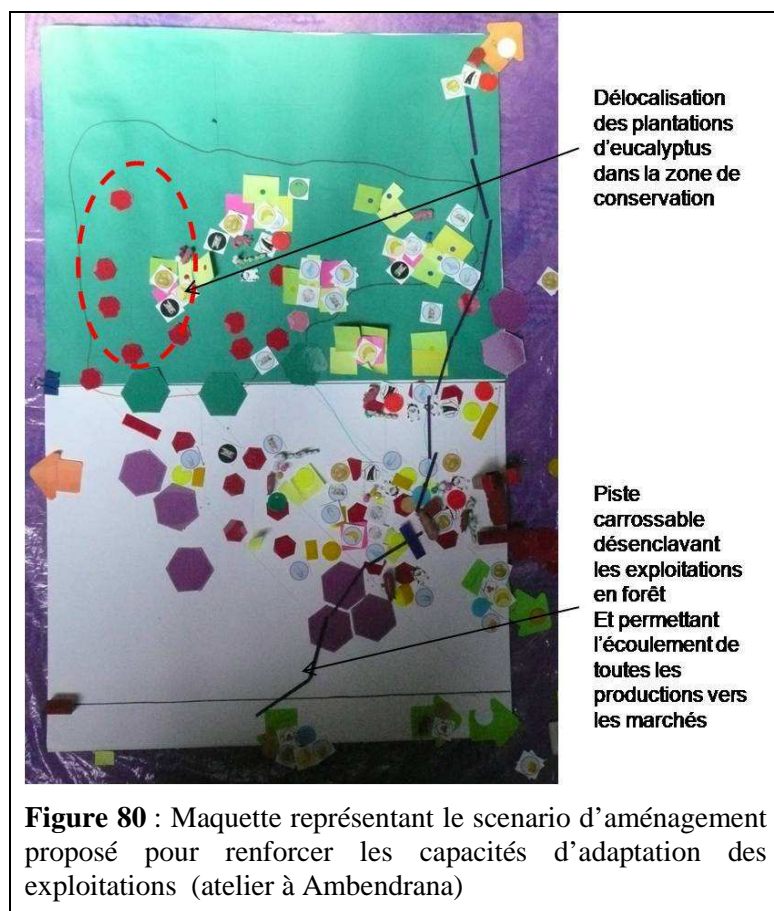 Délocalisation
des plantations
d'eucalyptus
dans la zone de
conservation
Piste
carrossable
désenclavant
les exploitations
en forêt
Et permettant
l'écoulement de
toutes les
productions vers
les marchés
Figure 80 : Maquette représentant le scenario d'aménagement
proposé pour renforcer les capacités d'adaptation des
exploitations (atelier à Ambendrana)